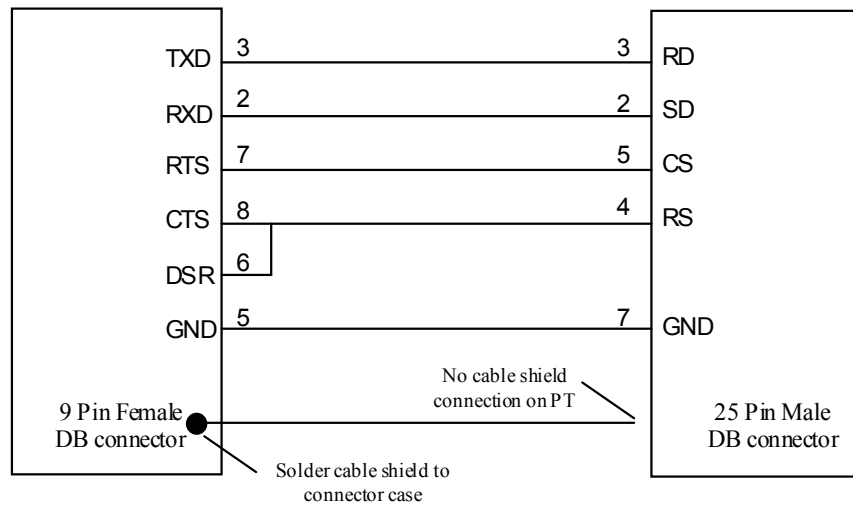 TXD 3 3 RD
RXD 2 2 SD
RTS 7 5 CS
CTS 8 4 RS
DSR 6
GND 5 7 GND
No cable shield
connection on PT
9 Pin Female
DB connector
25 Pin Male
DB connector
Solder cable shield to
connector case